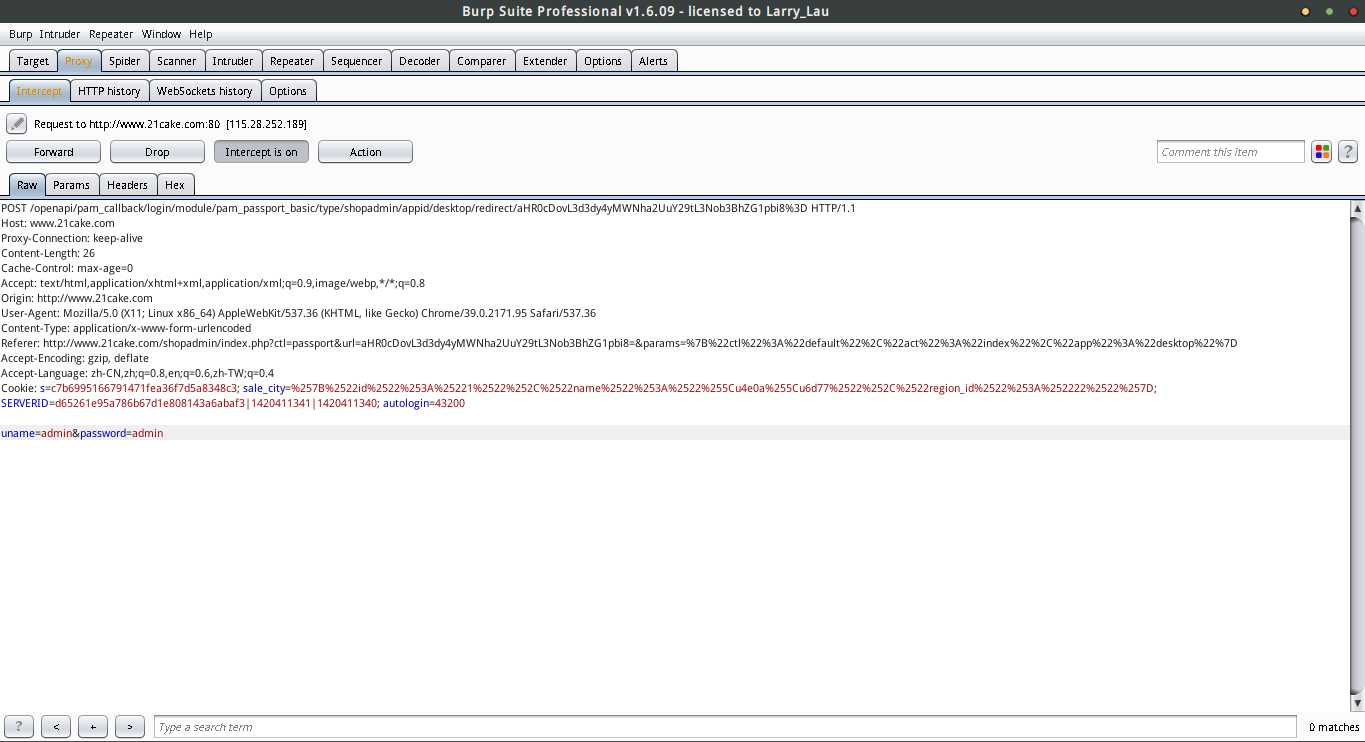 Burp Suite Professional v1.6.09 - licensed to Larry_Lau
Burp Intruder Repeater Window Help
Target Proxy Spider Scanner Intruder Repeater Sequencer Decoder Comparer Extender Options Alerts
Intercept HTTP history WebSockets history Options
Request to http://www.21cake.com:80 [115.28.252.189]
Forward Drop Intercept is on Action Comment this item ?
Raw Params Headers Hex
POST /openapi/pam_callback/login/module/pam_passport_basic/type/shopadmin/appid/desktop/redirect/aHR0cDovL3d3dy4yMWNha2UuY29tL3Nob3BhZG1pbi8%3D HTTP/1.1
Host: www.21cake.com
Proxy-Connection: keep-alive
Content-Length: 26
Cache-Control: max-age=0
Accept: text/html,application/xhtml+xml,application/xml;q=0.9,image/webp,*/*;q=0.8
Origin: http://www.21cake.com
User-Agent: Mozilla/5.0 (X11; Linux x86_64) AppleWebKit/537.36 (KHTML, like Gecko) Chrome/39.0.2171.95 Safari/537.36
Content-Type: application/x-www-form-urlencoded
Referer: http://www.21cake.com/shopadmin/index.php?ctl=passport&url=aHR0cDovL3d3dy4yMWNha2UuY29tL3Nob3BhZG1pbi8=&params=%7B%22ctl%22%3A%22default%22%2C%22act%22%3A%22index%22%2C%22app%22%3A%22desktop%22%7D
Accept-Encoding: gzip, deflate
Accept-Language: zh-CN,zh;q=0.8,en;q=0.6,zh-TW;q=0.4
Cookie: s=c7b6995166791471fea36f7d5a8348c3; sale_city=%257B%2522id%2522%253A%25221%2522%252C%2522name%2522%253A%2522%255Cu4e0a%255Cu6d77%2522%252C%2522region_id%2522%253A%252222%2522%257D;
SERVERID=d65261e95a786b67d1e808143a6abaf3|1420411341|1420411340; autologin=43200
uname=admin&password=admin
? < + > Type a search term 0 matches